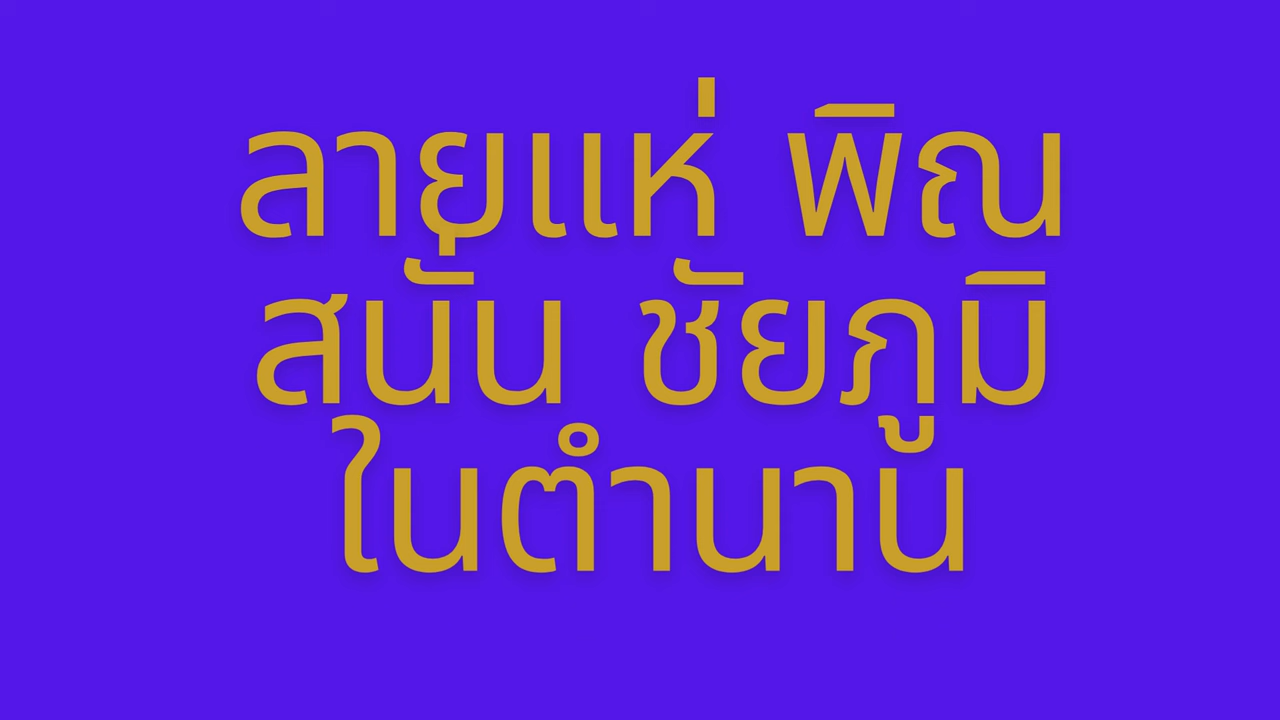 ลายแห่ พิณ
สนั่น ชัยภูมิ
ในตำนาน